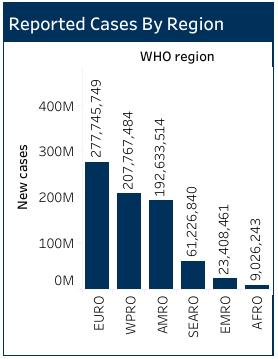 Reported Cases By Region
WHO region
New cases
400M
300M
200M
100M
0M
277,745,749
207,767,484
192,633,514
61,226,840
23,408,461
9,026,243
EURO
WPRO
AMRO
SEARO
EMRO
AFRO